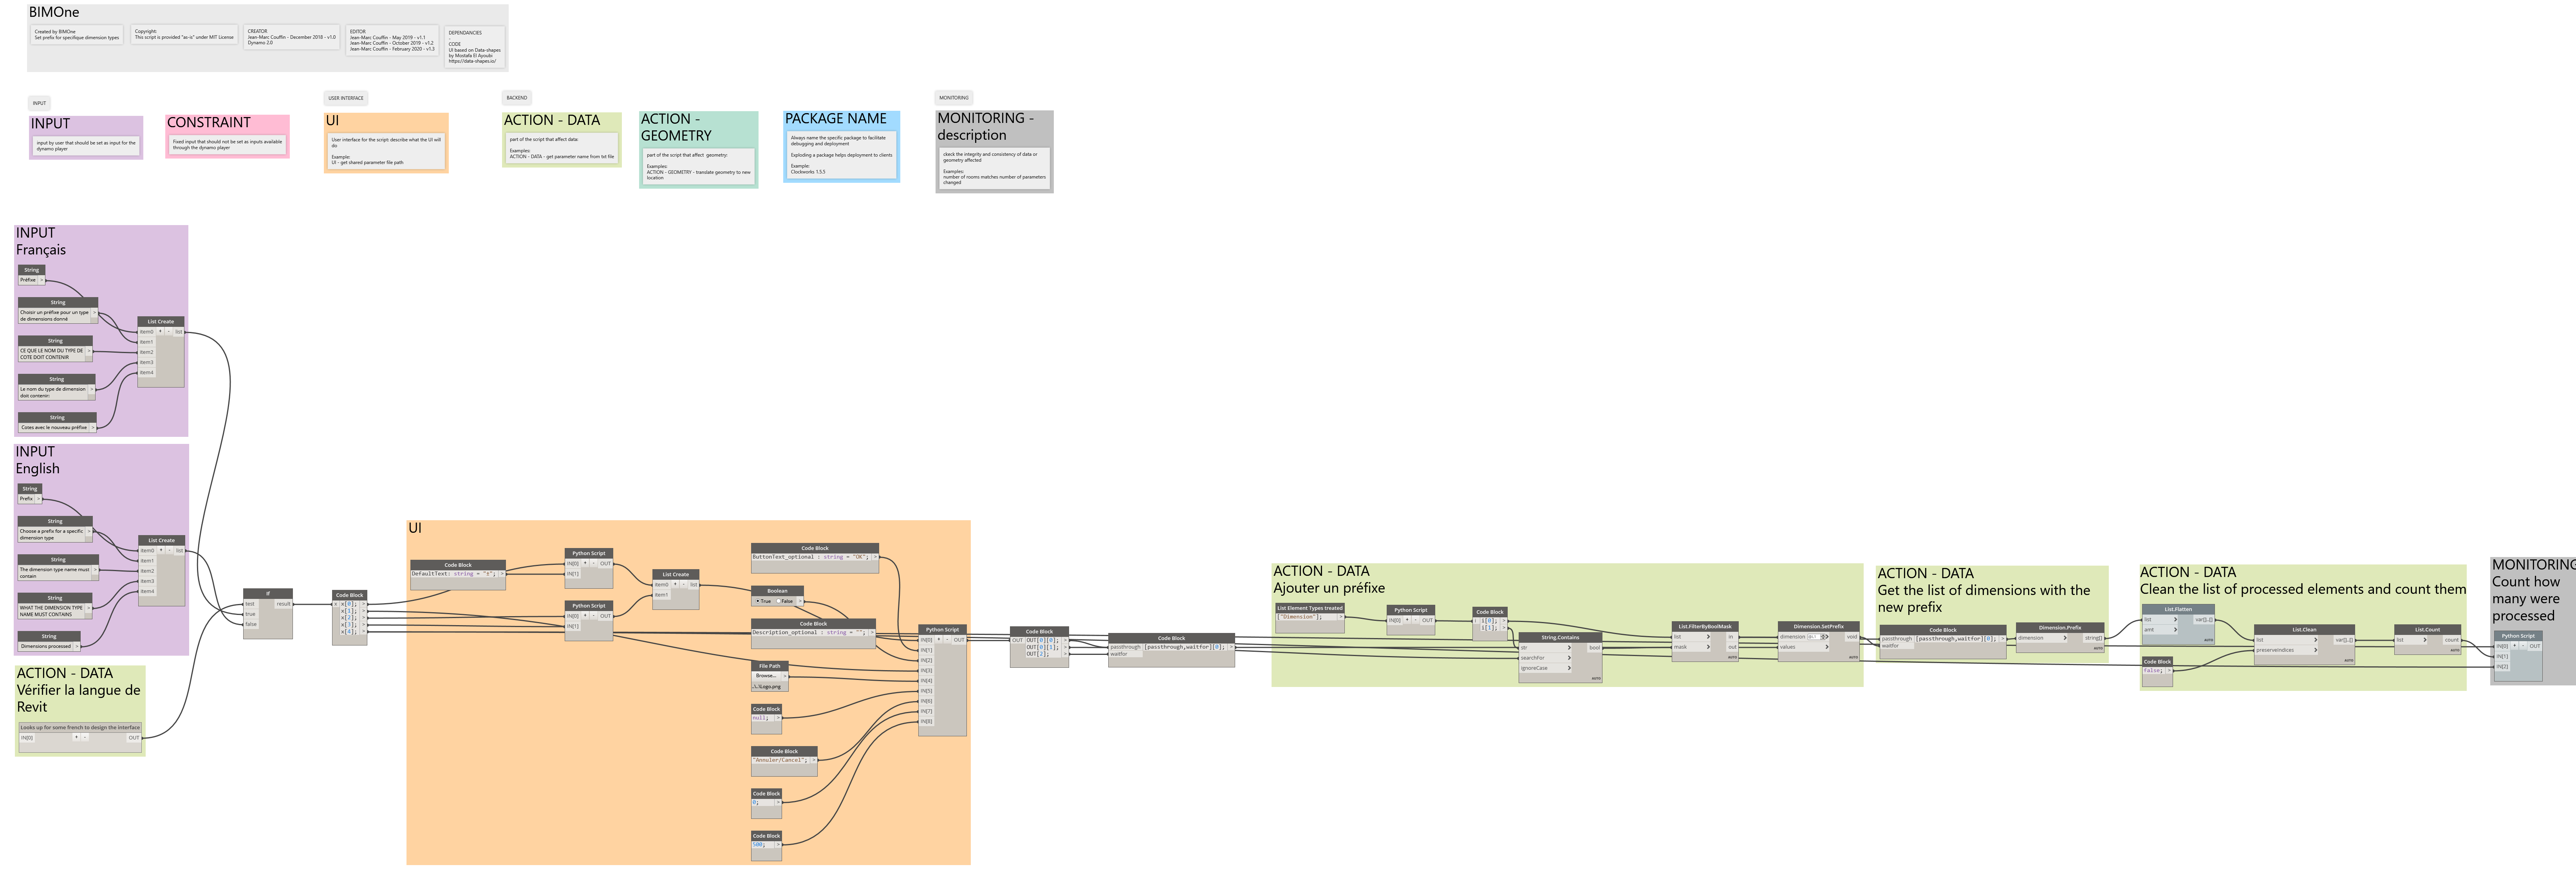 BIMOne
Created by BIMOne
Set prefix for specifique dimension types
Copyright:
This script is provided "as-is" under MIT License
CREATOR
Jean-Marc Couffin - December 2018 - v1.0
Dynamo 2.0
EDITOR
Jean-Marc Couffin - May 2019 - v1.1
Jean-Marc Couffin - October 2019 - v1.2
Jean-Marc Couffin - February 2020 - v1.3
DEPENDANCIES
-
CODE
UI based on Data-shapes
by Mostafa El Ayoubi:
https://data-shapes.io/
INPUT
INPUT
input by user that should be set as input for the
dynamo player
CONSTRAINT
Fixed input that should not be set as inputs available
through the dynamo player
USER INTERFACE
UI
User interface for the script: describe what the UI will
do
Example:
UI - get shared parameter file path
BACKEND
ACTION - DATA
part of the script that affect data:
Examples:
ACTION - DATA - get parameter name from txt file
ACTION -
GEOMETRY
part of the script that affect geometry:
Examples:
ACTION - GEOMETRY - translate geometry to new
location
PACKAGE NAME
Always name the specific package to facilitate
debugging and deployment
Exploding a package helps deployment to clients
Example:
Clockworks 1.5.5
MONITORING
MONITORING -
description
ckeck the integrity and consistency of data or
geometry affected
Examples:
number of rooms matches number of parameters
changed
INPUT
Français
String
Préfixe >
String
Choisir un préfixe pour un type >
de dimensions donné
String
CE QUE LE NOM DU TYPE DE >
COTE DOIT CONTENIR
String
Le nom du type de dimension >
doit contenir:
String
Cotes avec le nouveau préfixe >
List Create
item0 + - list
item1
item2
item3
item4
INPUT
English
String
Prefix >
String
Choose a prefix for a specific >
dimension type
String
The dimension type name must >
contain
String
WHAT THE DIMENSION TYPE >
NAME MUST CONTAINS
String
Dimensions processed >
List Create
item0 + - list
item1
item2
item3
item4
ACTION - DATA
Vérifier la langue de
Revit
Looks up for some french to design the interface
IN[0] + - OUT
If
test result
true
false
Code Block
x x[0]; >
x[1]; >
x[2]; >
x[3]; >
x[4]; >
UI
Code Block
DefaultText: string = "±"; >
Python Script
IN[0] + - OUT
IN[1]
Python Script
IN[0] + - OUT
IN[1]
List Create
item0 + - list
item1
Code Block
ButtonText_optional : string = "OK"; >
Boolean
True False >
Code Block
Description_optional : string = ""; >
File Path
Browse... >
.\..\Logo.png
Code Block
null; >
Code Block
"Annuler/Cancel"; >
Code Block
0; >
Code Block
500; >
Python Script
IN[0] + - OUT
IN[1]
IN[2]
IN[3]
IN[4]
IN[5]
IN[6]
IN[7]
IN[8]
Code Block
OUT OUT[0][0]; >
OUT[0][1]; >
OUT[2]; >
Code Block
passthrough [passthrough,waitfor][0]; >
waitfor
ACTION - DATA
Ajouter un préfixe
List Element Types treated
["Dimension"]; >
Python Script
IN[0] + - OUT
Code Block
i i[0]; >
i[1]; >
String.Contains
str > bool
searchFor >
ignoreCase >
AUTO
List.FilterByBoolMask
list > in
mask > out
AUTO
Dimension.SetPrefix
dimension void
values >
AUTO
ACTION - DATA
Get the list of dimensions with the
new prefix
Code Block
passthrough [passthrough,waitfor][0]; >
waitfor
Dimension.Prefix
dimension > string[]
AUTO
ACTION - DATA
Clean the list of processed elements and count them
List.Flatten
list > var[]..[]
amt >
AUTO
Code Block
false; >
List.Clean
list > var[]..[]
preserveIndices >
AUTO
List.Count
list > count
AUTO
MONITORING
Count how
many were
processed
Python Script
IN[0] + - OUT
IN[1]
IN[2]